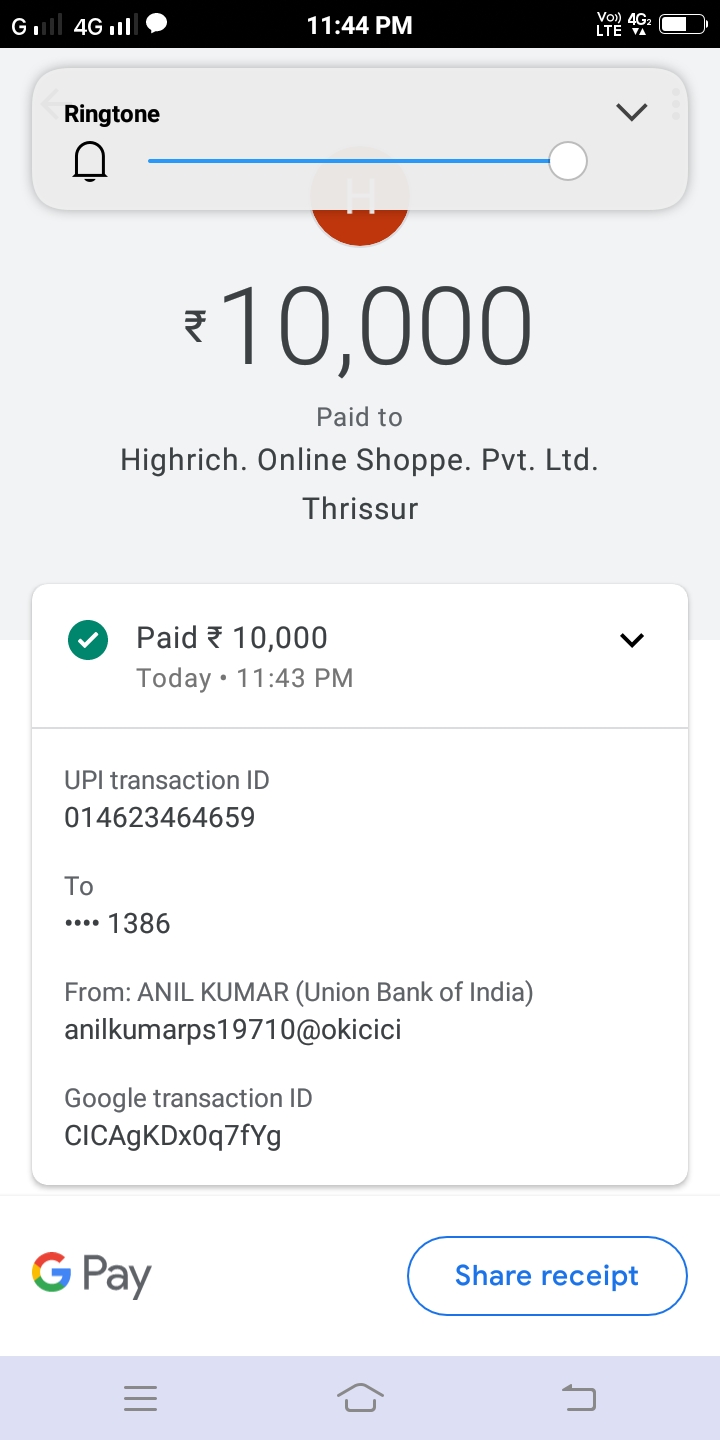 G 4G 11:44 PM Vo)) LTE 4G2
Ringtone
H
₹10,000
Paid to
Highrich. Online Shoppe. Pvt. Ltd.
Thrissur
Paid ₹ 10,000
Today • 11:43 PM
UPI transaction ID
014623464659
To
•••• 1386
From: ANIL KUMAR (Union Bank of India)
anilkumarps19710@okicici
Google transaction ID
CICAgKDx0q7fYg
G Pay
Share receipt